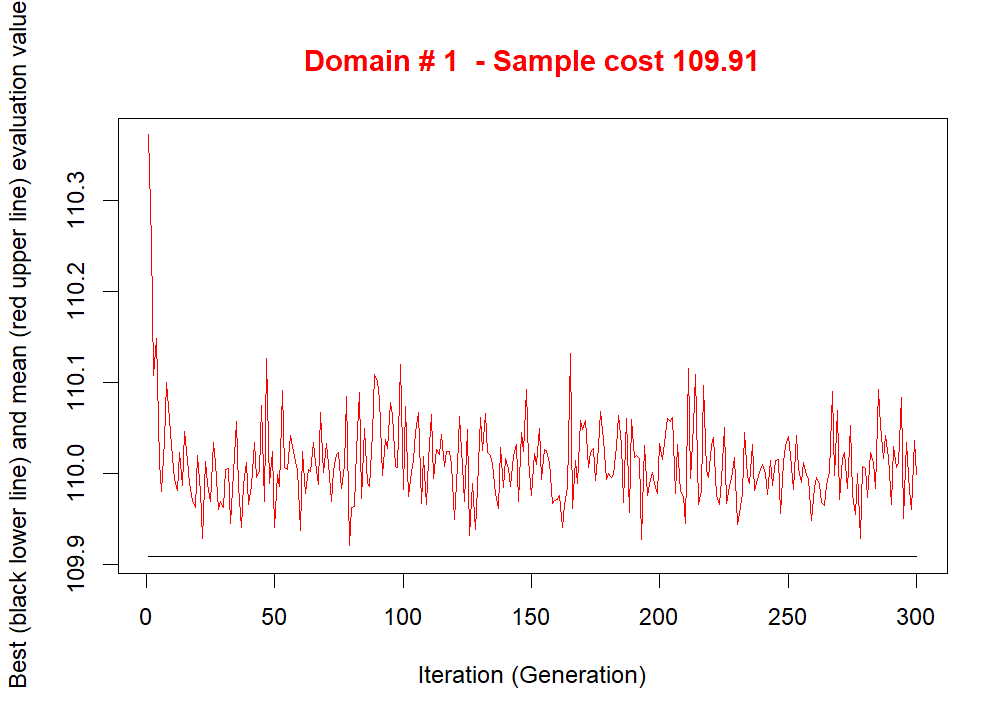 Domain # 1  - Sample cost 109.91
Best (black lower line) and mean (red upper line) evaluation value
110.3
110.2
110.1
110.0
109.9
0 50 100 150 200 250 300
Iteration (Generation)